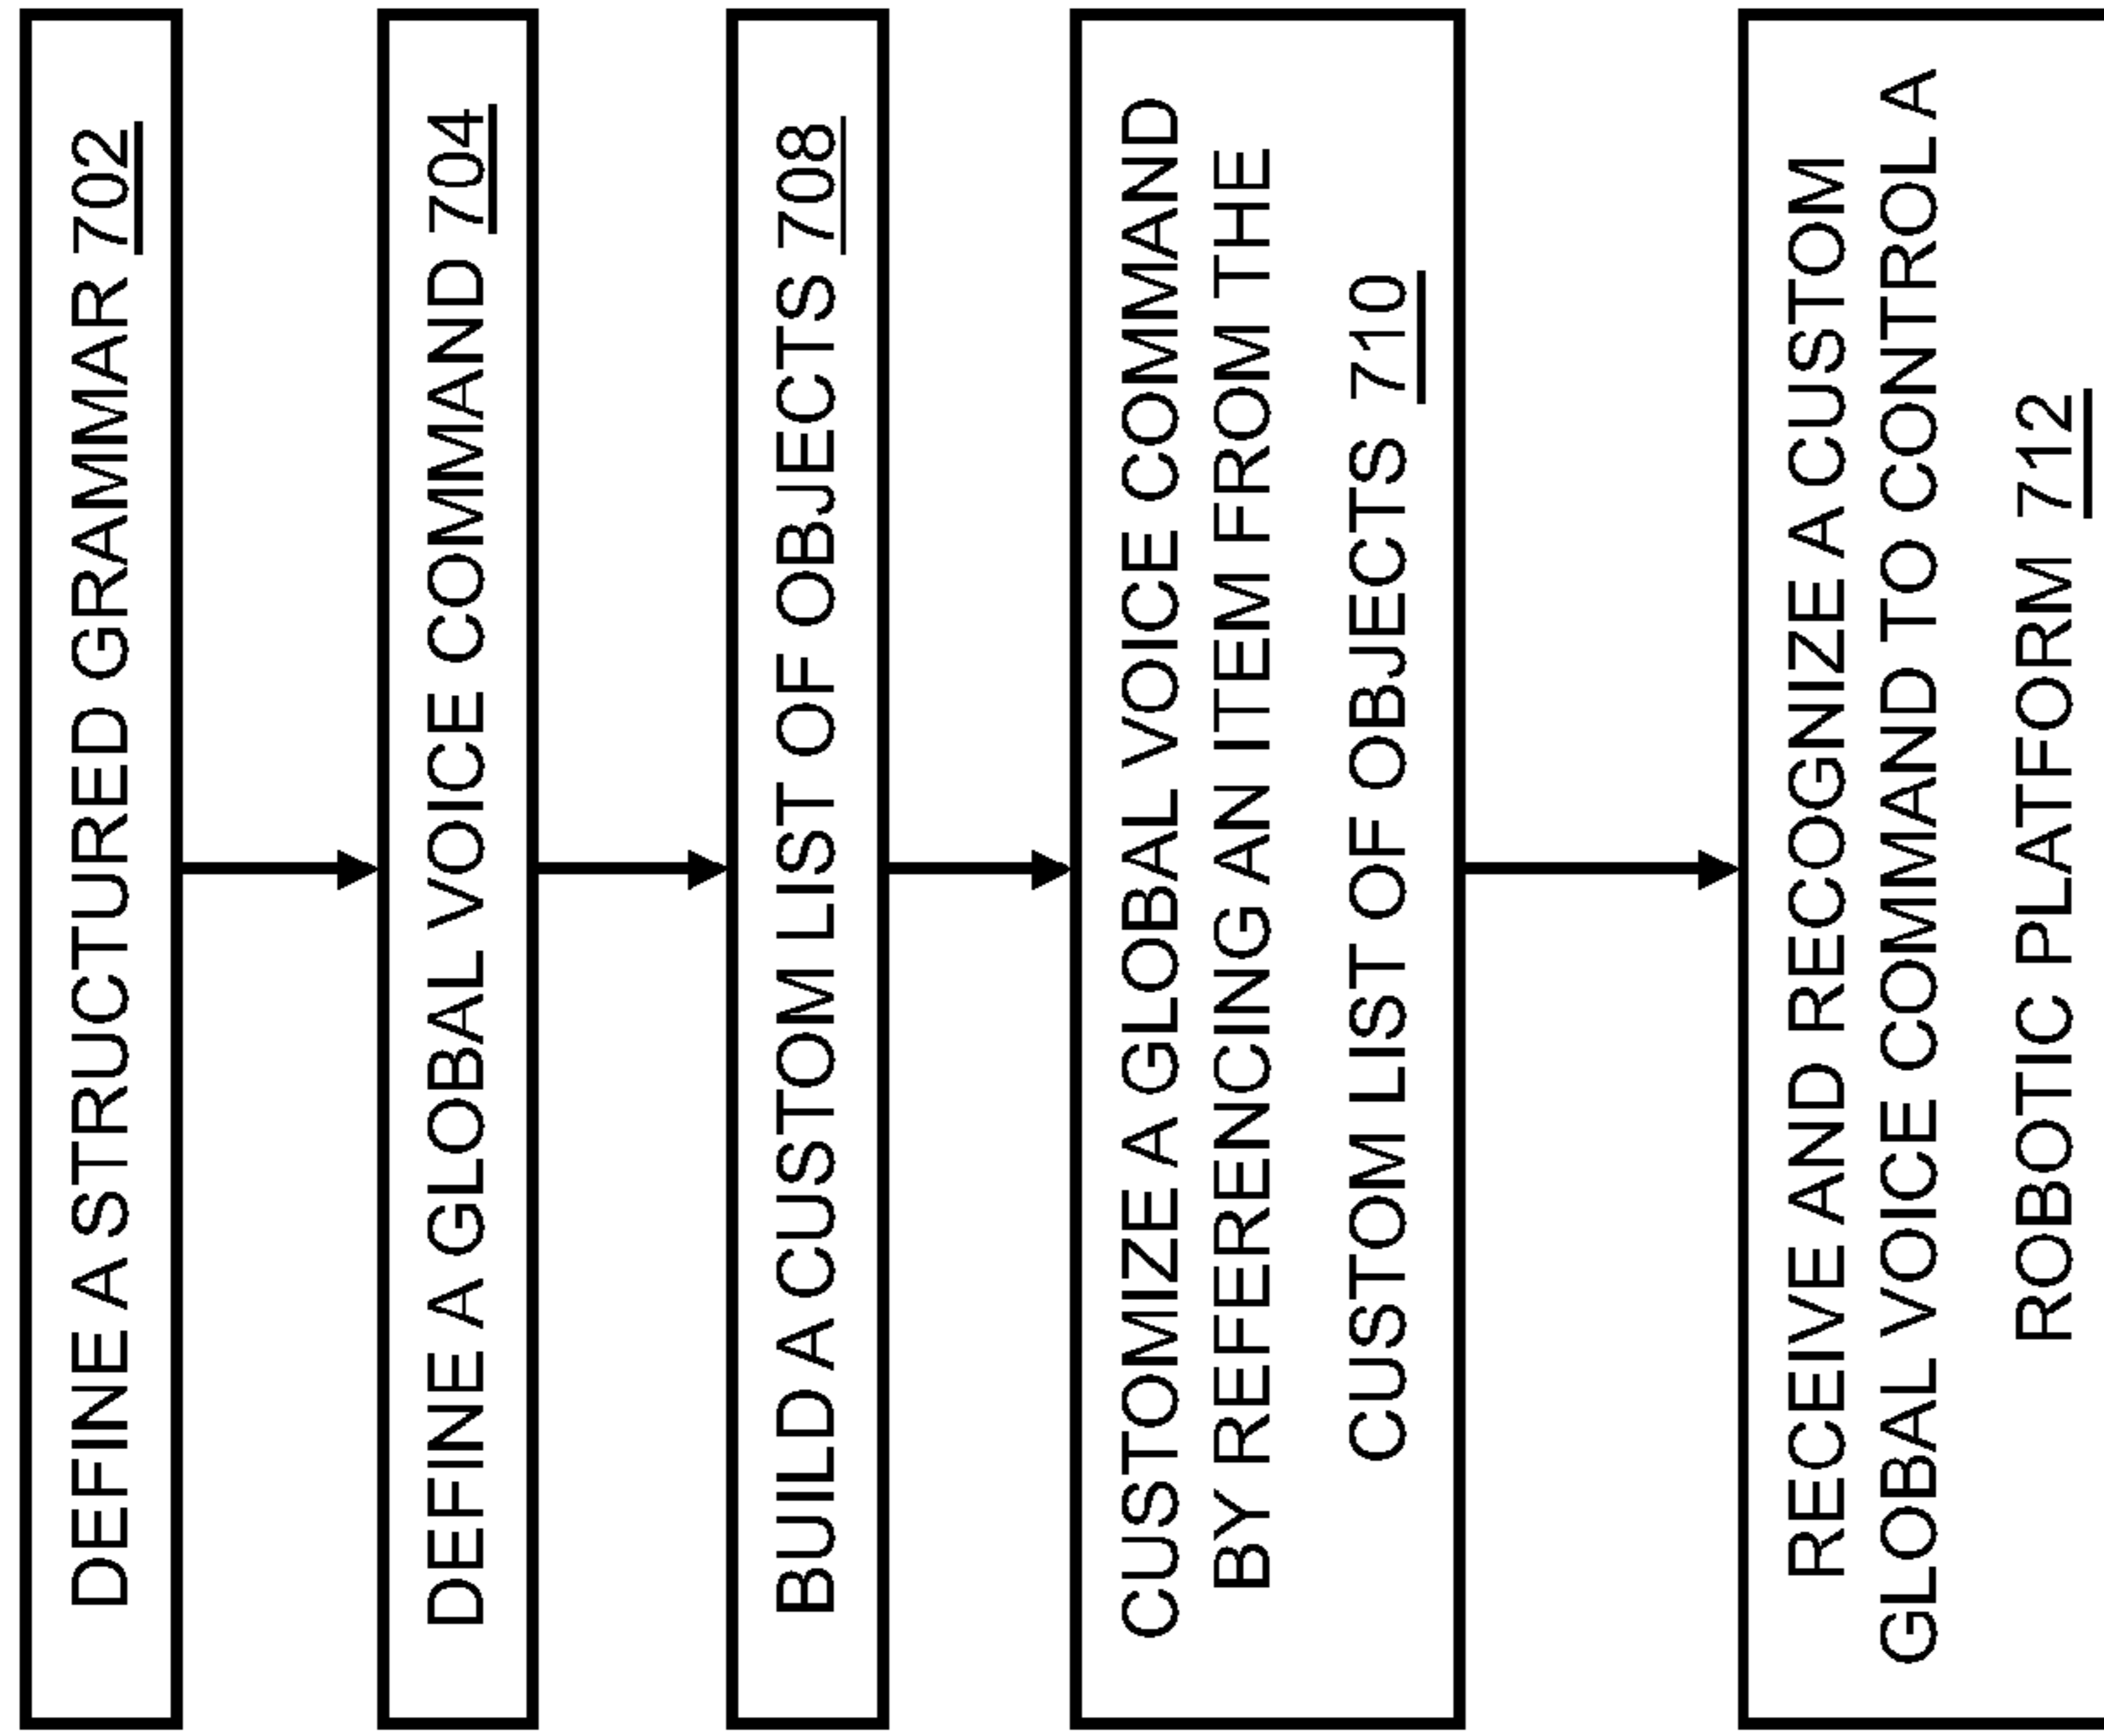 DEFINE A STRUCTURED GRAMMAR 702
DEFINE A GLOBAL VOICE COMMAND 704
BUILD A CUSTOM LIST OF OBJECTS 708
CUSTOMIZE A GLOBAL VOICE COMMAND
BY REFERENCING AN ITEM FROM THE
CUSTOM LIST OF OBJECTS 710
RECEIVE AND RECOGNIZE A CUSTOM
GLOBAL VOICE COMMAND TO CONTROL A
ROBOTIC PLATFORM 712